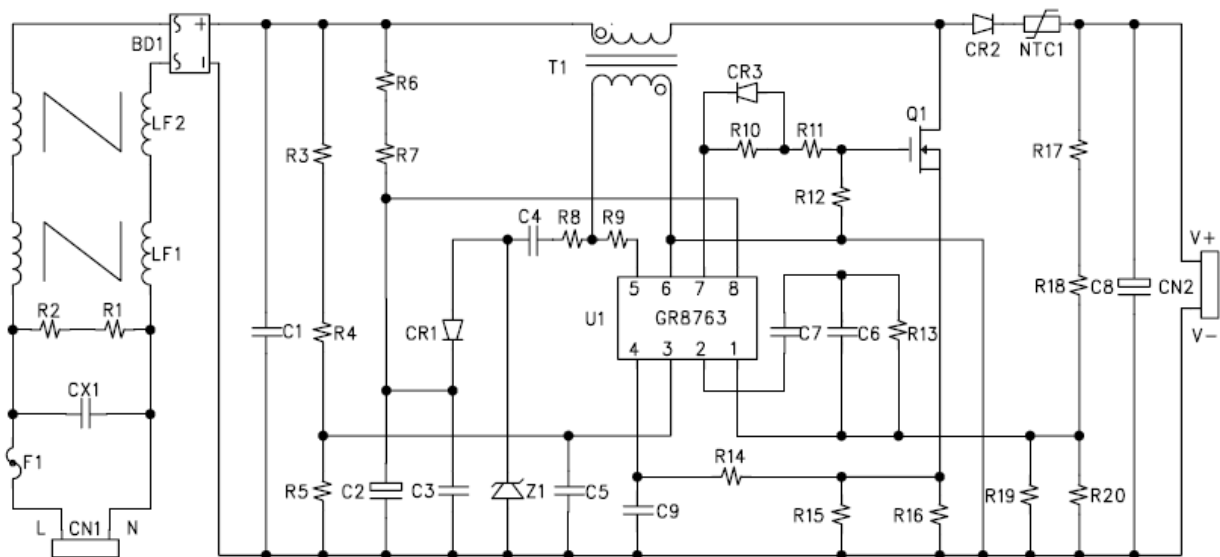 BD1 + -
T1
CR2 NTC1
CR3
Q1
R6
LF2
R3 R7
R10 R11
R17
R12
C4 R8 R9
V+
LF1
5 6 7 8
R18 C8 CN2
U1 GR8763
R2 R1
C1 R4 CR1
C7 C6 R13
V-
4 3 2 1
CX1
F1
R14
R5 C2 C3 Z1 C5
C9 R15 R16 R19 R20
L CN1 N